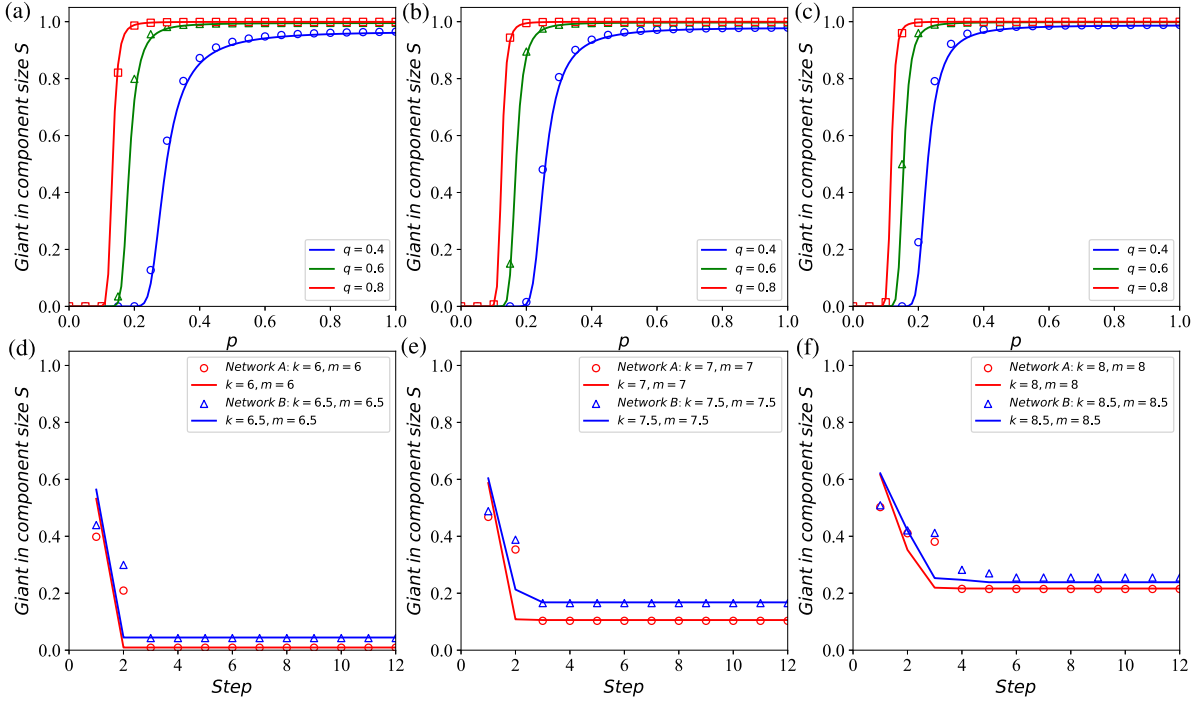 (a)
Giant in component size S
1.0
0.8
0.6
0.4
0.2
0.0
0.0 0.2 0.4 0.6 0.8 1.0
p
q = 0.4
q = 0.6
q = 0.8
(b)
Giant in component size S
1.0
0.8
0.6
0.4
0.2
0.0
0.0 0.2 0.4 0.6 0.8 1.0
p
q = 0.4
q = 0.6
q = 0.8
(c)
Giant in component size S
1.0
0.8
0.6
0.4
0.2
0.0
0.0 0.2 0.4 0.6 0.8 1.0
p
q = 0.4
q = 0.6
q = 0.8
(d)
Giant in component size S
1.0
0.8
0.6
0.4
0.2
0.0
0 2 4 6 8 10 12
Step
Network A: k = 6, m = 6
k = 6, m = 6
Network B: k = 6.5, m = 6.5
k = 6.5, m = 6.5
(e)
Giant in component size S
1.0
0.8
0.6
0.4
0.2
0.0
0 2 4 6 8 10 12
Step
Network A: k = 7, m = 7
k = 7, m = 7
Network B: k = 7.5, m = 7.5
k = 7.5, m = 7.5
(f)
Giant in component size S
1.0
0.8
0.6
0.4
0.2
0.0
0 2 4 6 8 10 12
Step
Network A: k = 8, m = 8
k = 8, m = 8
Network B: k = 8.5, m = 8.5
k = 8.5, m = 8.5